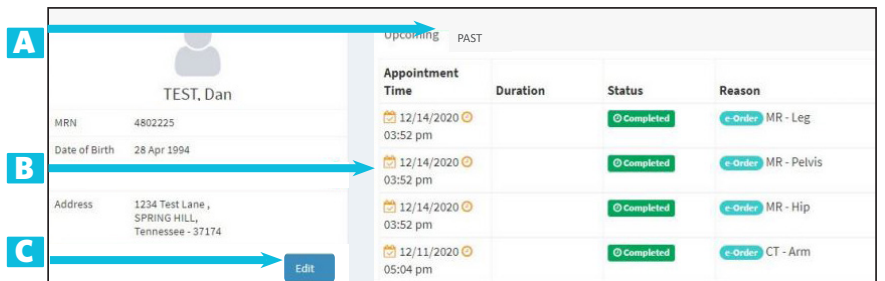 A
Upcoming PAST
TEST, Dan
MRN 4802225
Date of Birth 28 Apr 1994
Address 1234 Test Lane ,
SPRING HILL,
Tennessee - 37174
Edit
B
C
Appointment
Time Duration Status Reason
12/14/2020 Completed e-Order MR - Leg
03:52 pm
12/14/2020 Completed e-Order MR - Pelvis
03:52 pm
12/14/2020 Completed e-Order MR - Hip
03:52 pm
12/11/2020 Completed e-Order CT - Arm
05:04 pm